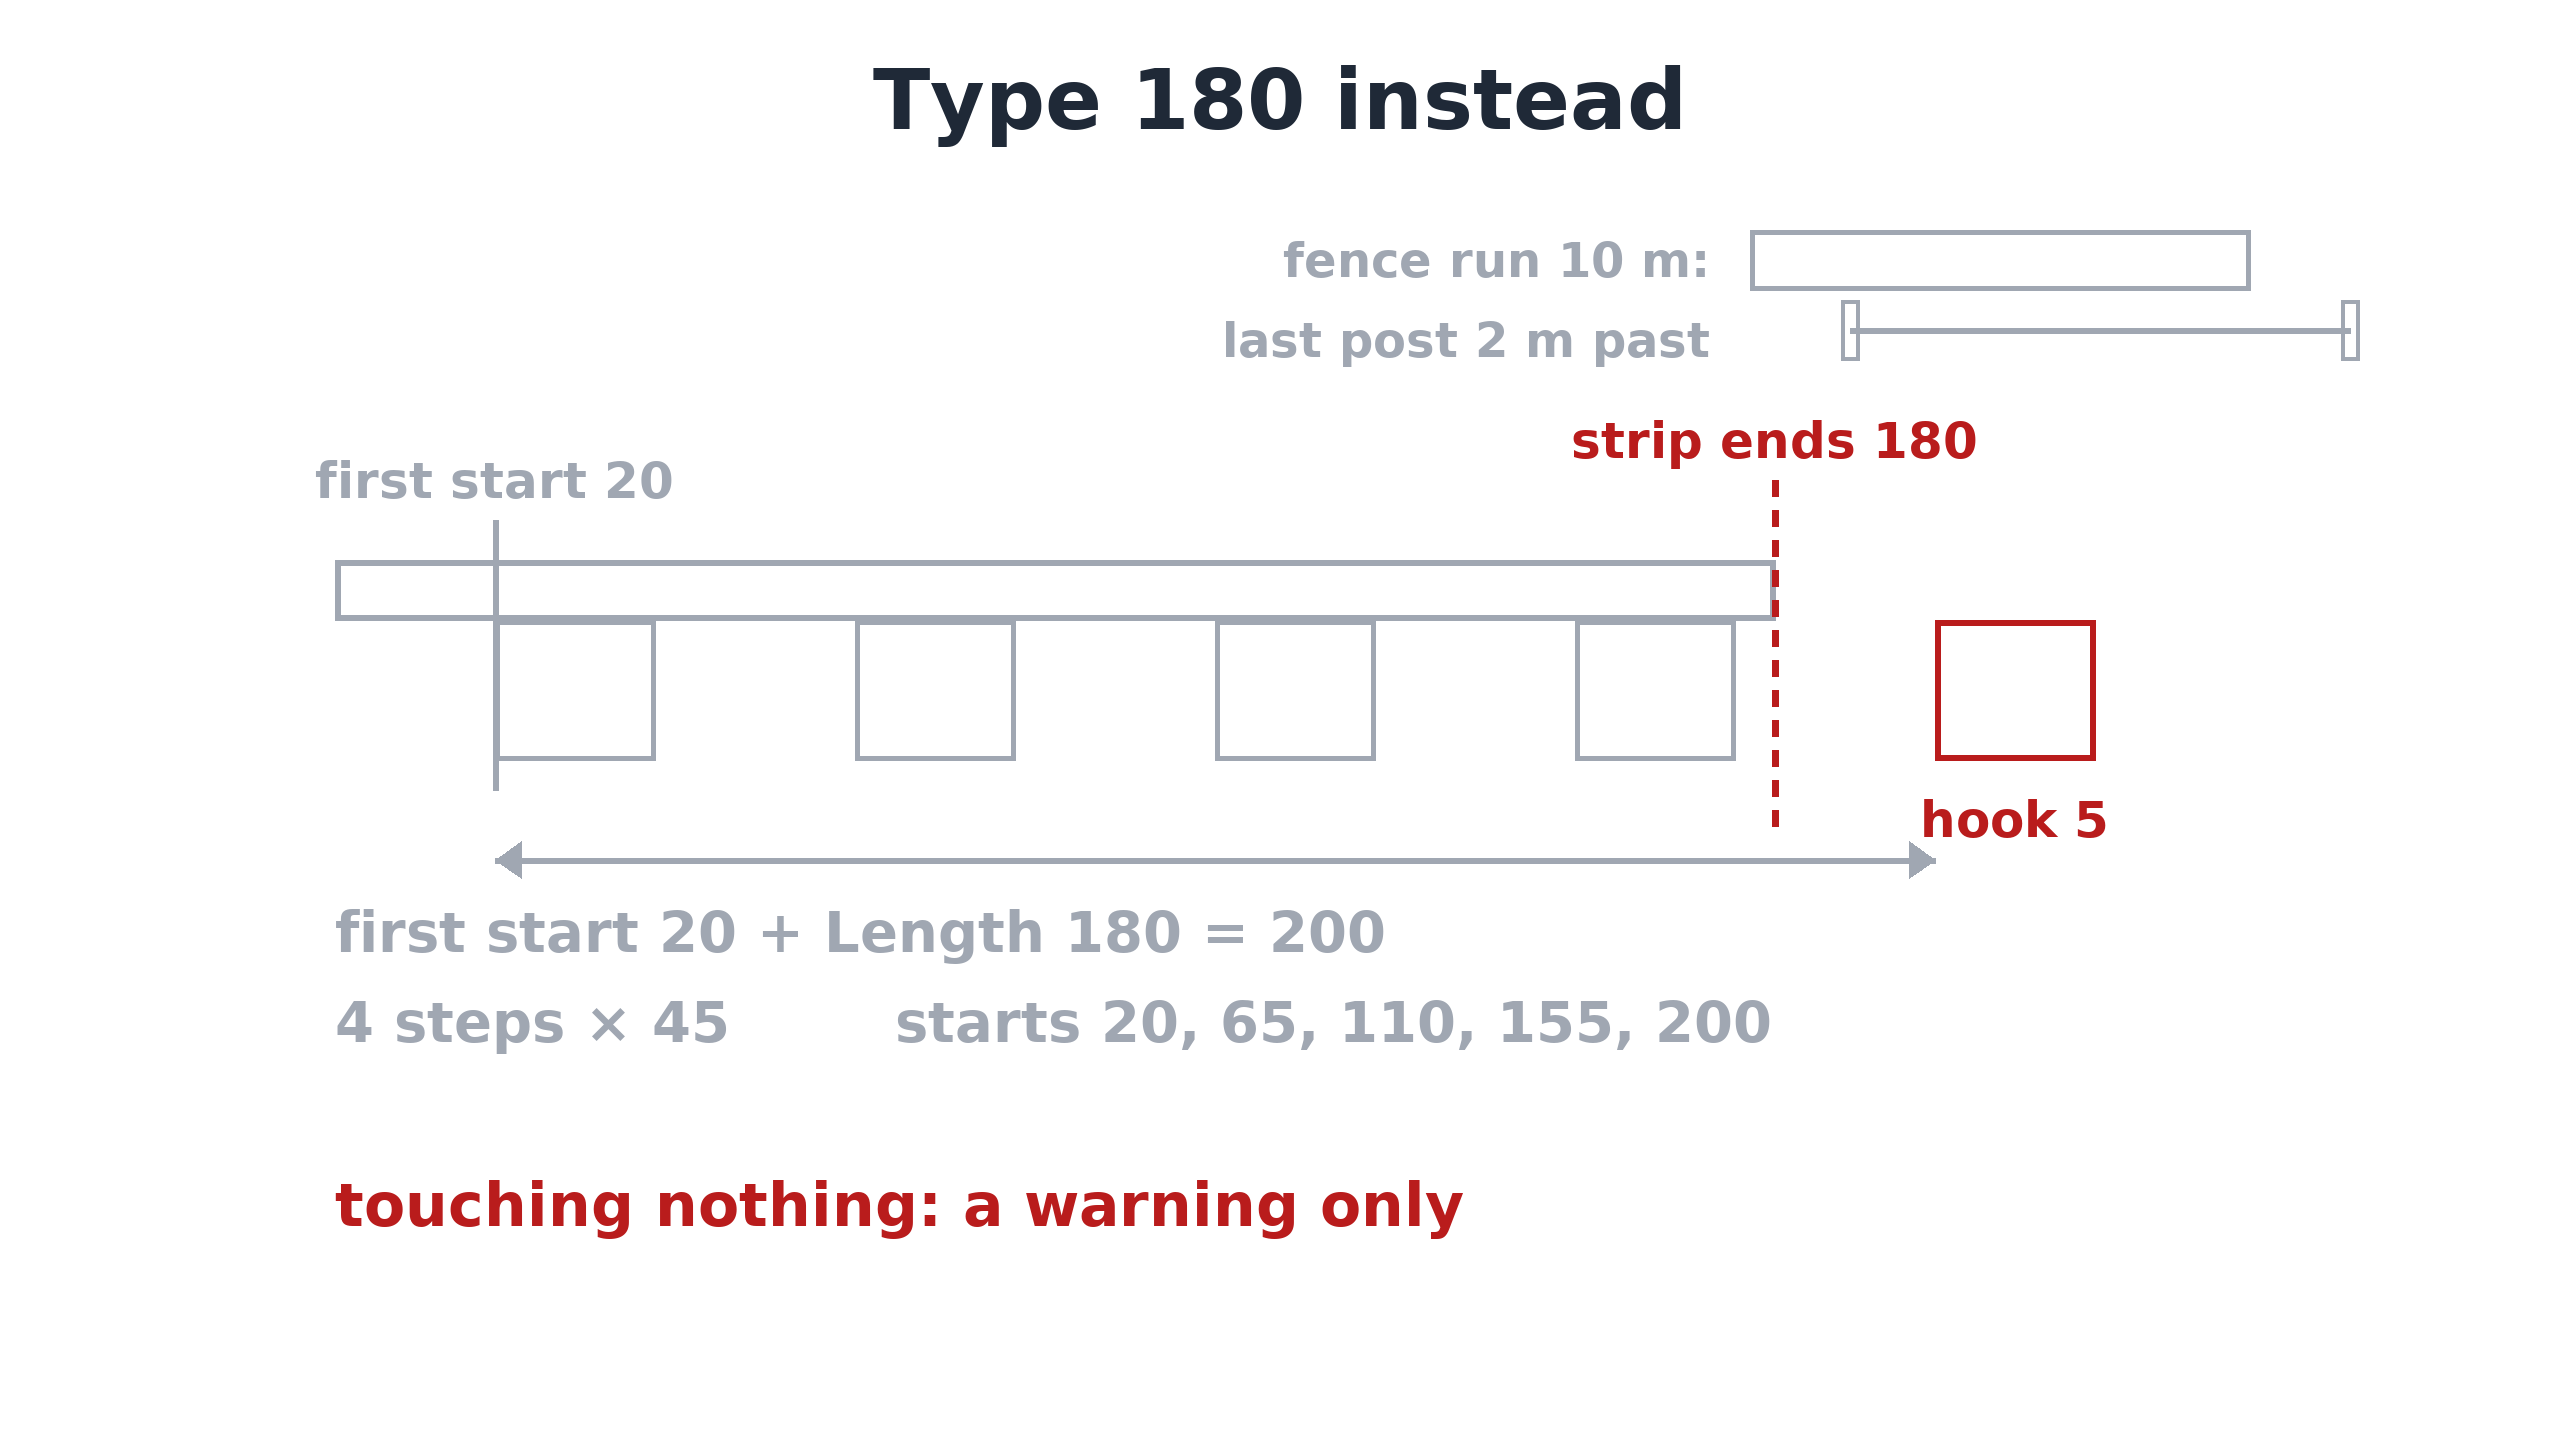 Type 180 instead
fence run 10 m:
last post 2 m past
strip ends 180
first start 20
hook 5
first start 20 + Length 180 = 200
4 steps × 45
starts 20, 65, 110, 155, 200
touching nothing: a warning only